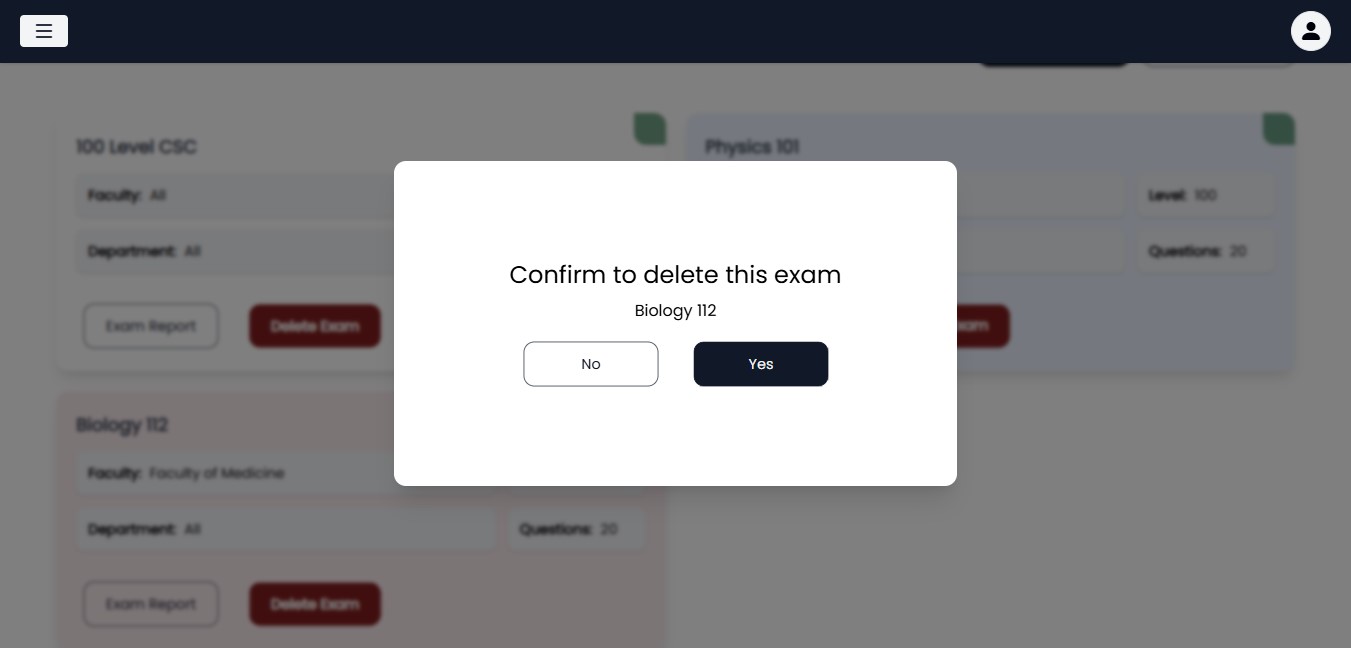 100 Level CSC
Faculty: All
Department: All
Exam Report
Delete Exam
Physics 101
Level: 100
Questions: 20
Exam
Confirm to delete this exam
Biology 112
No
Yes
Biology 112
Faculty: Faculty of Medicine
Department: All
Questions: 20
Exam Report
Delete Exam